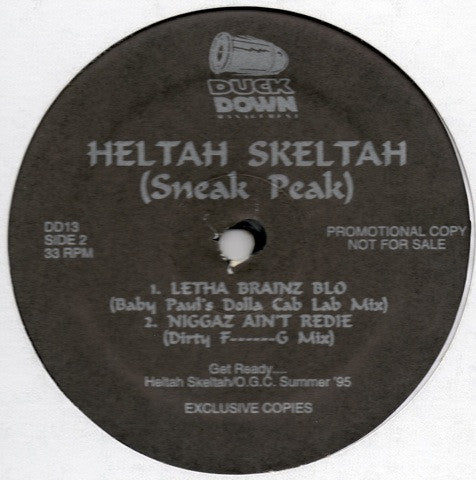 DUCK
DOWN
MANAGEMENT
HELTAH SKELTAH
(Sneak Peak)
DD13
SIDE 2
33 RPM
PROMOTIONAL COPY
NOT FOR SALE
1. LETHA BRAINZ BLO
(Baby Paul's Dolla Cab Lab Mix)
2. NIGGAZ AIN'T REDIE
(Dirty F------G Mix)
Get Ready....
Heltah Skeltah/O.G.C. Summer '95
EXCLUSIVE COPIES